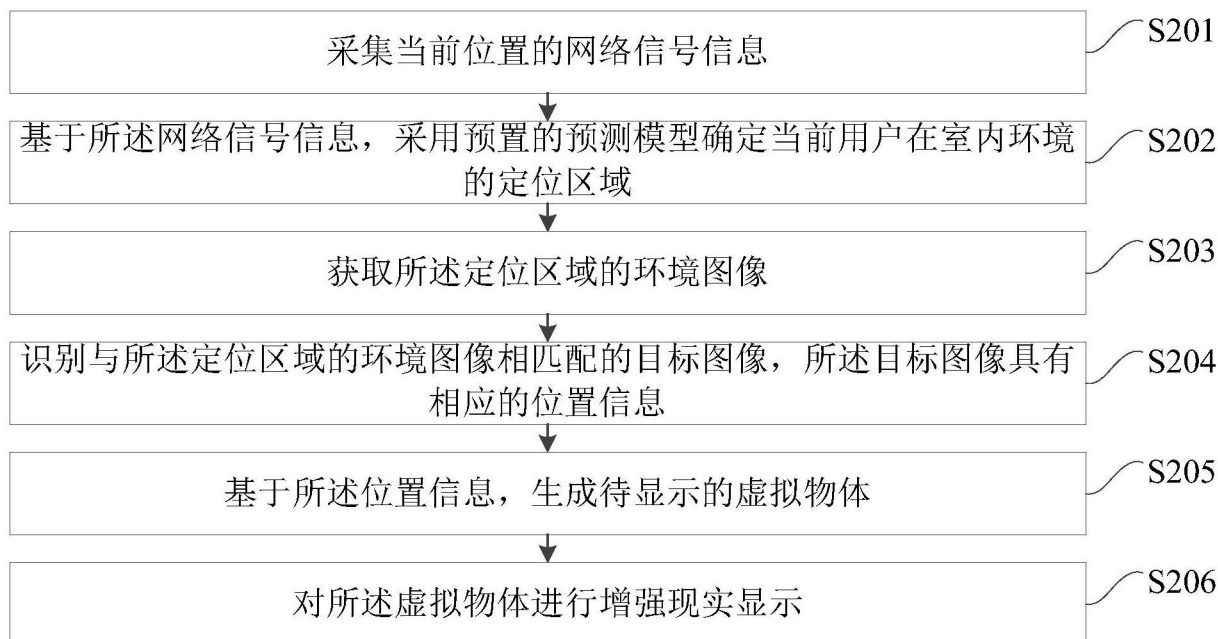 采集当前位置的网络信号信息
S201
基于所述网络信号信息，采用预置的预测模型确定当前用户在室内环境
的定位区域
S202
获取所述定位区域的环境图像
S203
识别与所述定位区域的环境图像相匹配的目标图像，所述目标图像具有
相应的位置信息
S204
基于所述位置信息，生成待显示的虚拟物体
S205
对所述虚拟物体进行增强现实显示
S206